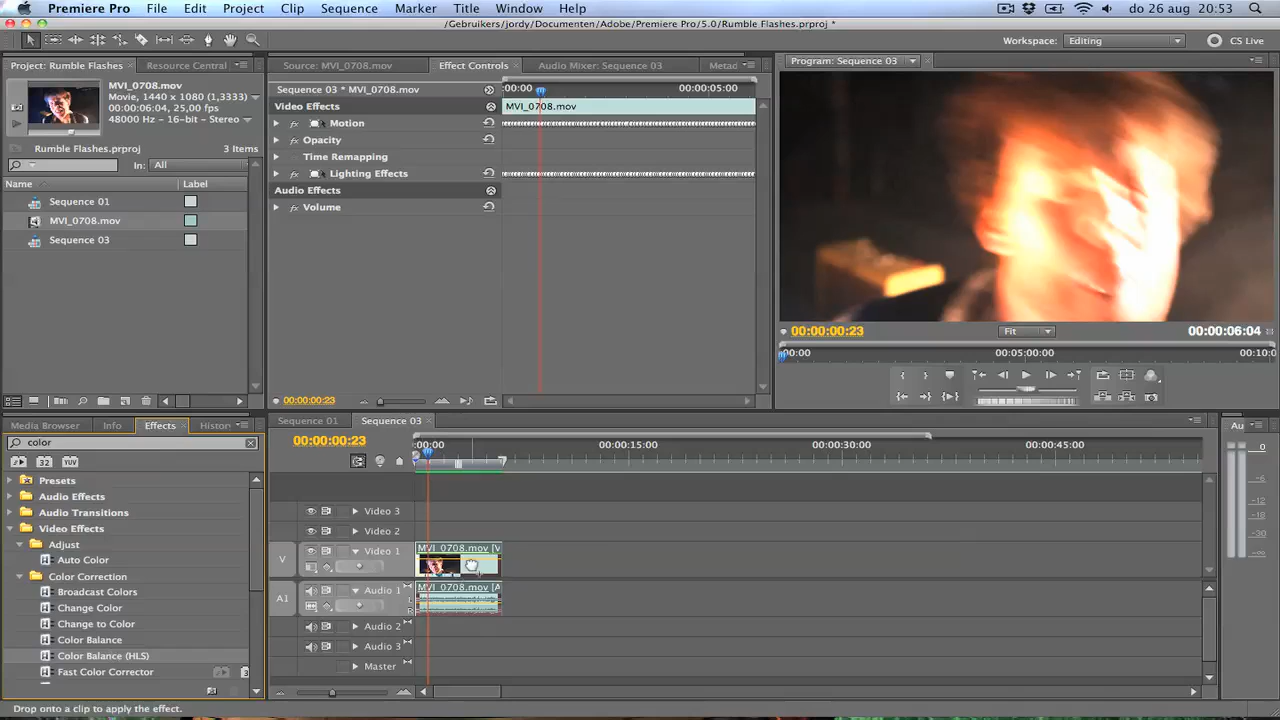 Premiere Pro File Edit Project Clip Sequence Marker Title Window Help do 26 aug 20:53
/Gebruikers/jordy/Documenten/Adobe/Premiere Pro/5.0/Rumble Flashes.prproj *
Workspace: Editing CS Live
Project: Rumble Flashes Resource Central
MVI_0708.mov
Movie, 1440 x 1080 (1,3333)
00:00:06:04, 25,00 fps
48000 Hz - 16-bit - Stereo
Rumble Flashes.prproj 3 Items
In: All
Name Label
Sequence 01
MVI_0708.mov
Sequence 03
Source: MVI_0708.mov Effect Controls Audio Mixer: Sequence 03 Metad
Sequence 03 * MVI_0708.mov :00:00 00:00:05:00
Video Effects MVI_0708.mov
fx Motion
fx Opacity
Time Remapping
fx Lighting Effects
Audio Effects
fx Volume
00:00:00:23
Program: Sequence 03
00:00:00:23 Fit 00:00:06:04
00:00 00:05:00:00 00:10:0
Media Browser Info Effects Histor
color
32 YUV
Presets
Audio Effects
Audio Transitions
Video Effects
Adjust
Auto Color
Color Correction
Broadcast Colors
Change Color
Change to Color
Color Balance
Color Balance (HLS)
Fast Color Corrector
Sequence 01 Sequence 03
00:00:00:23 :00:00 00:00:15:00 00:00:30:00 00:00:45:00
Video 3
Video 2
V Video 1 MVI_0708.mov [V
A1 Audio 1 MVI_0708.mov [A
L
R
Audio 2
Audio 3
Master
Au
0
-6
-12
-18
-30
Drop onto a clip to apply the effect.